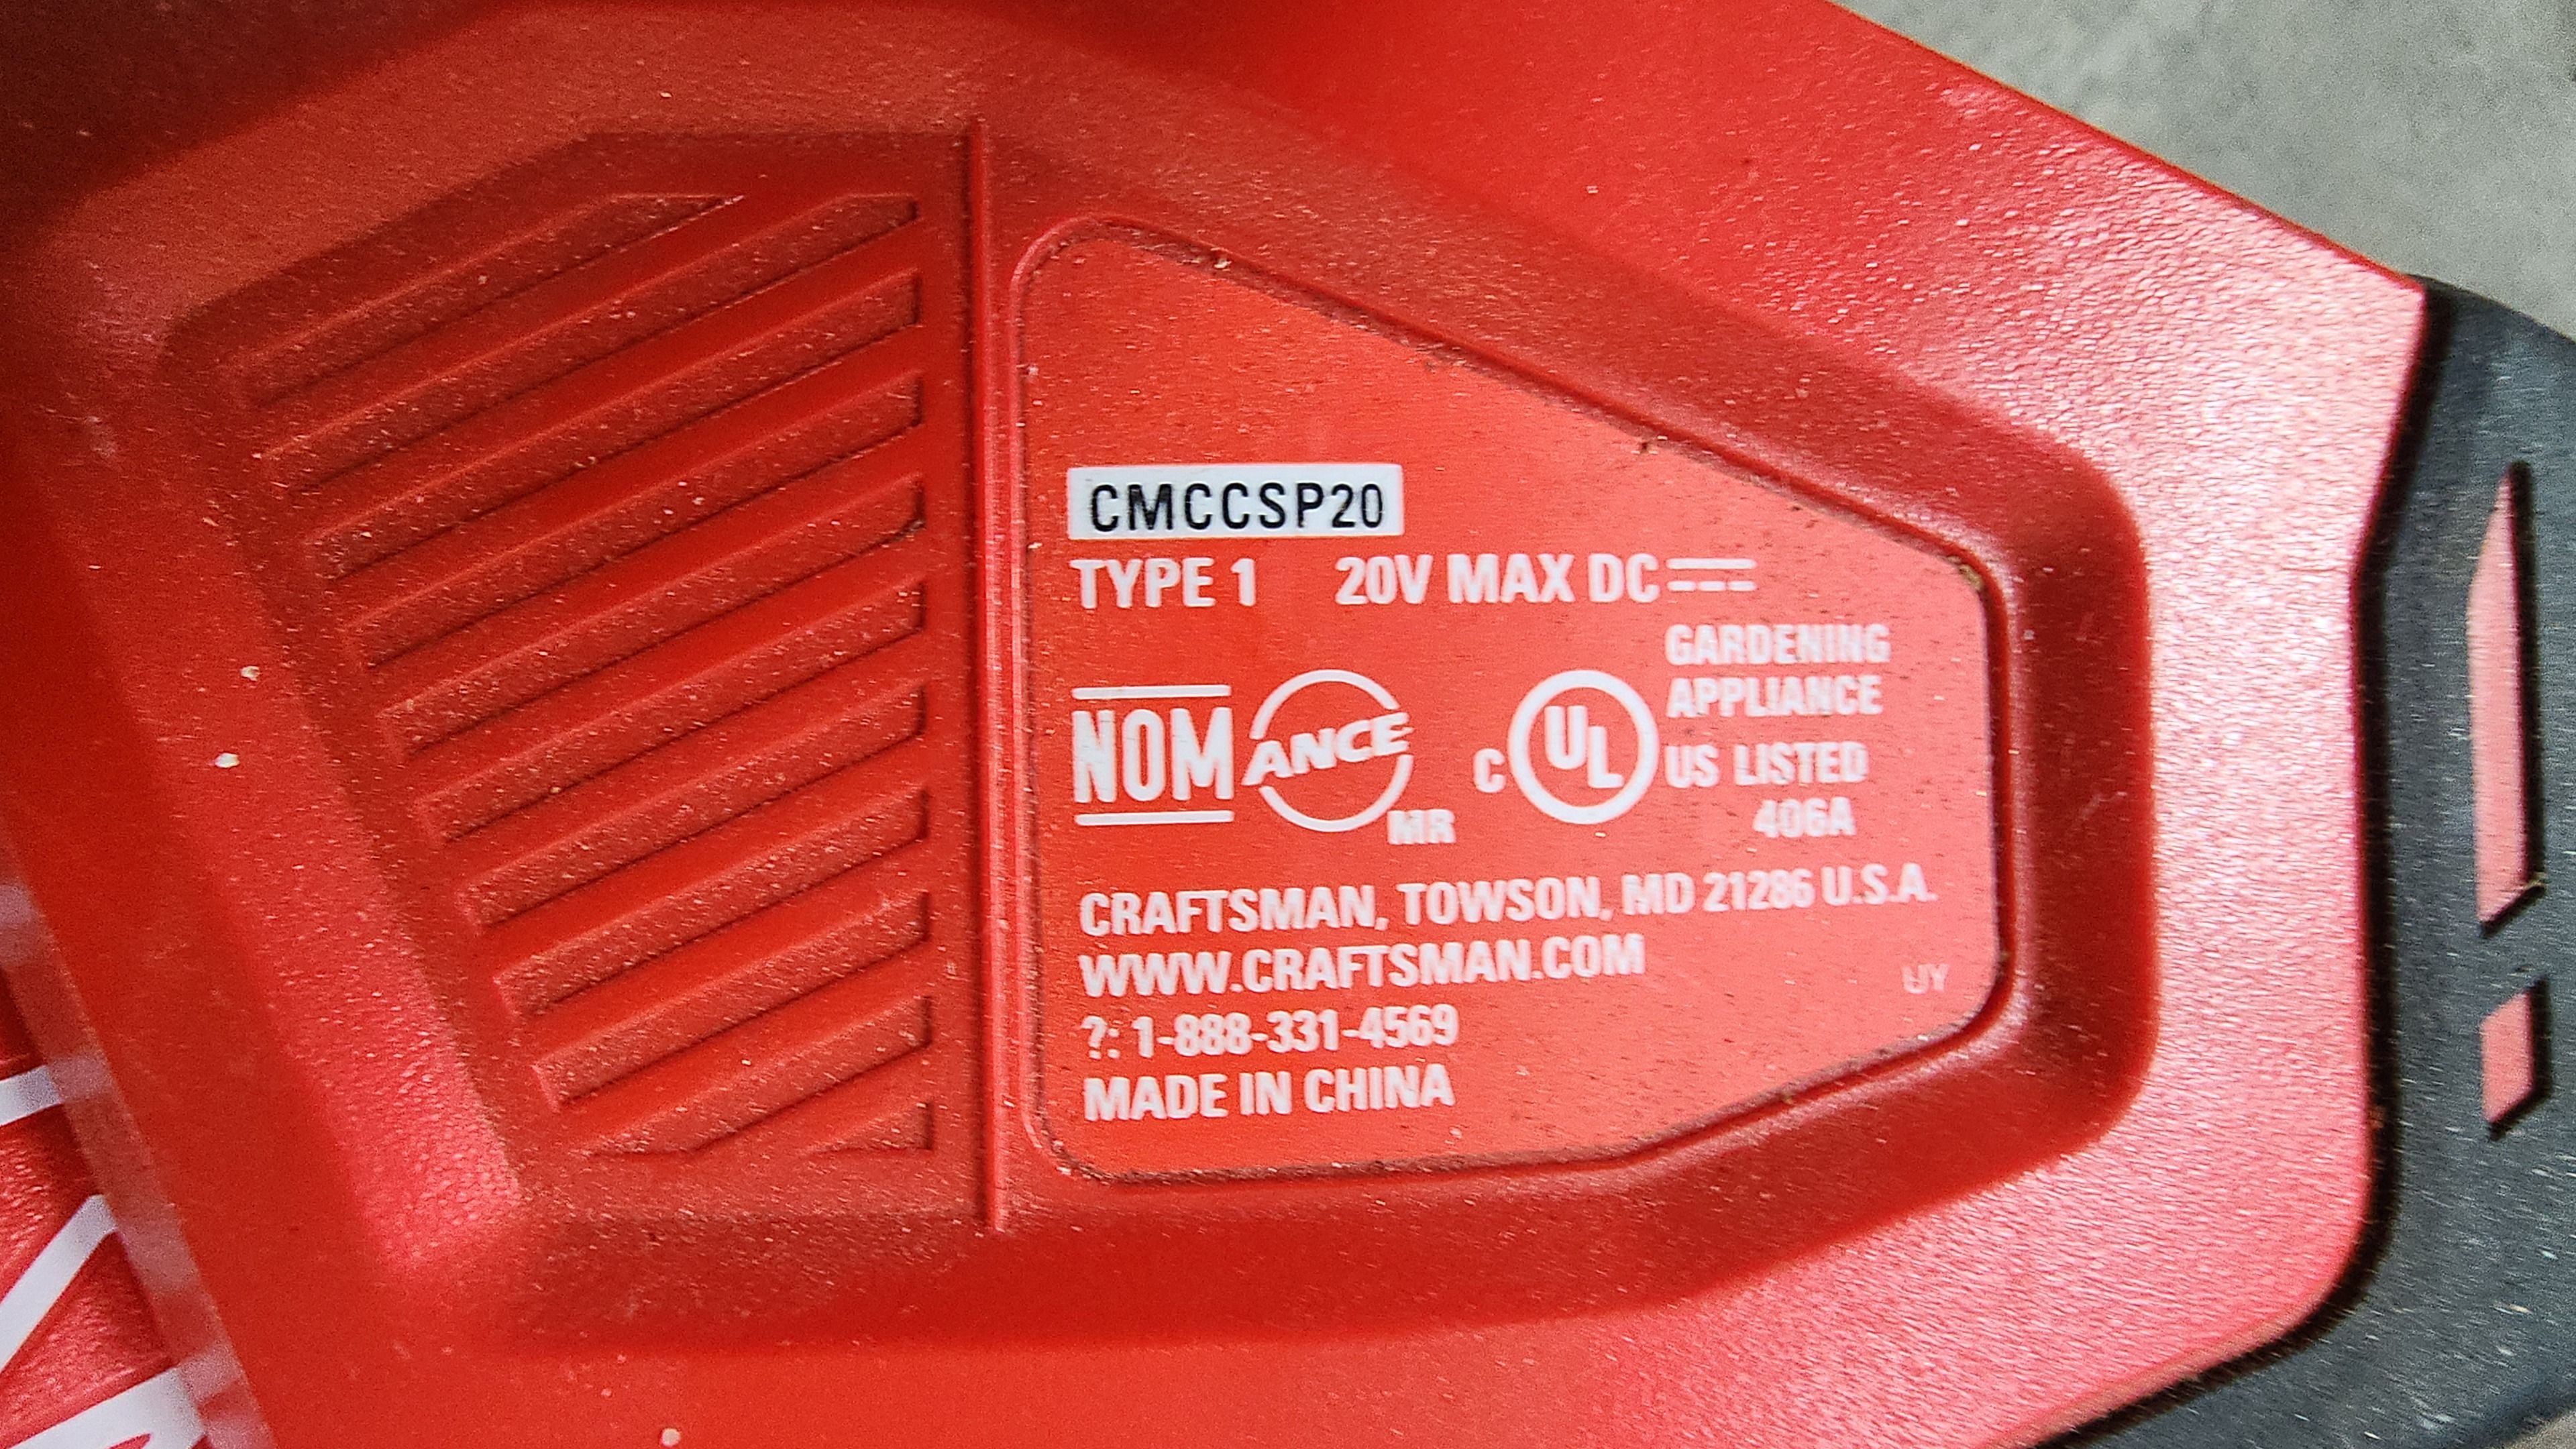 CMCCSP20
TYPE 1 20V MAX DC
NOM ANCE MR
C UL US LISTED
GARDENING
APPLIANCE
406A
CRAFTSMAN, TOWSON, MD 21286 U.S.A.
WWW.CRAFTSMAN.COM
?: 1-888-331-4569
MADE IN CHINA
UY